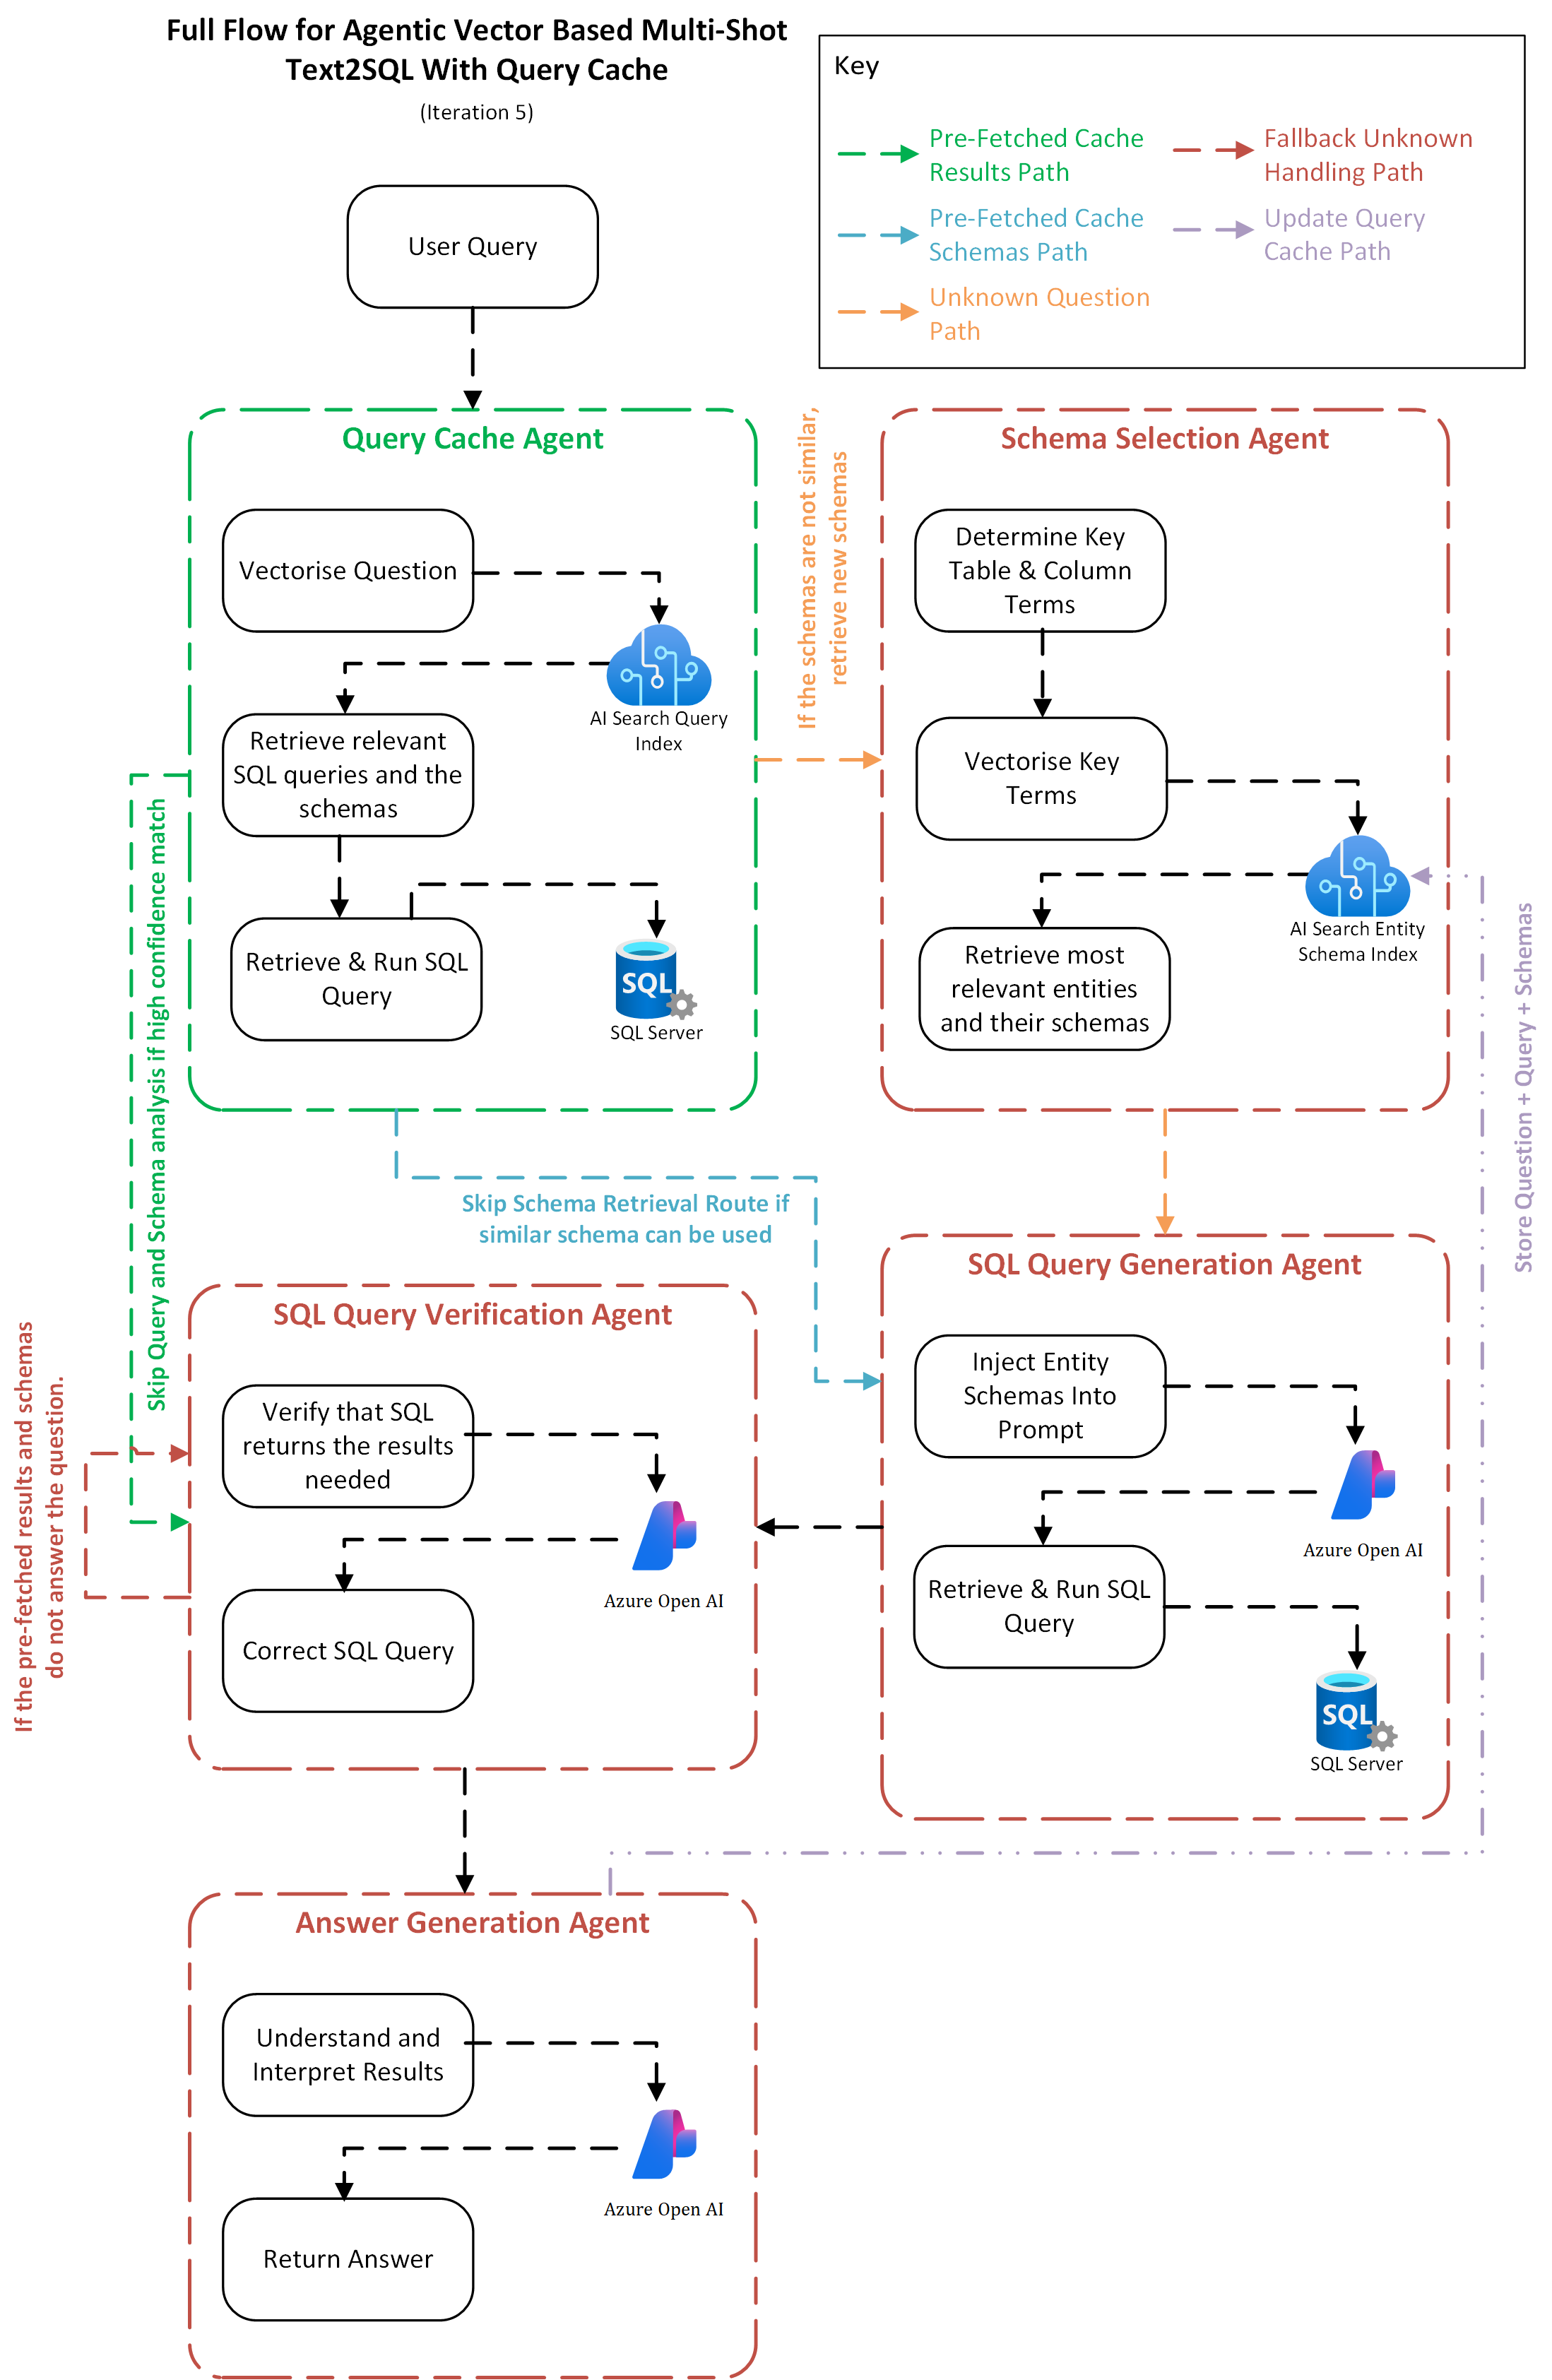 Full Flow for Agentic Vector Based Multi-Shot
Text2SQL With Query Cache
(Iteration 5)
Key
Pre-Fetched Cache
Results Path
Fallback Unknown
Handling Path
Pre-Fetched Cache
Schemas Path
Update Query
Cache Path
Unknown Question
Path
User Query
Query Cache Agent
Vectorise Question
AI Search Query
Index
Retrieve relevant
SQL queries and the
schemas
Retrieve & Run SQL
Query
SQL
SQL Server
If the schemas are not similar,
retrieve new schemas
Schema Selection Agent
Determine Key
Table & Column
Terms
Vectorise Key
Terms
AI Search Entity
Schema Index
Retrieve most
relevant entities
and their schemas
Skip Query and Schema analysis if high confidence match
Skip Schema Retrieval Route if
similar schema can be used
Store Question + Query + Schemas
SQL Query Verification Agent
Verify that SQL
returns the results
needed
Azure Open AI
Correct SQL Query
If the pre-fetched results and schemas
do not answer the question.
SQL Query Generation Agent
Inject Entity
Schemas Into
Prompt
Azure Open AI
Retrieve & Run SQL
Query
SQL
SQL Server
Answer Generation Agent
Understand and
Interpret Results
Azure Open AI
Return Answer